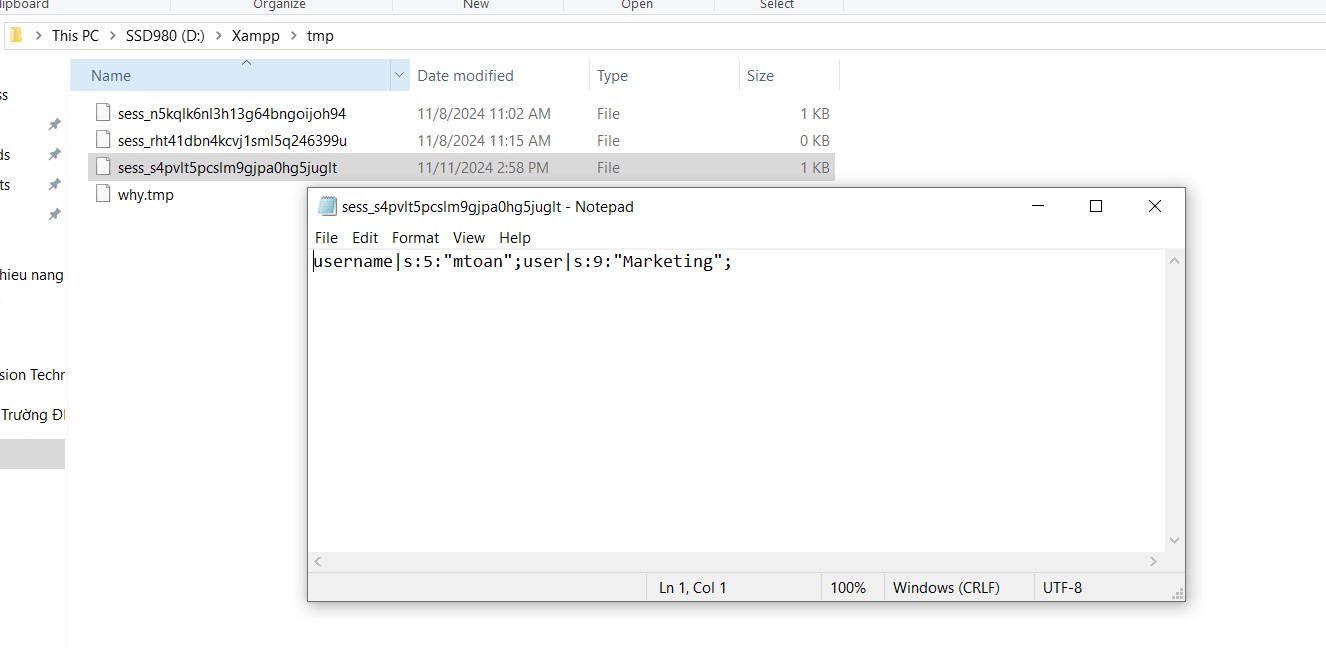 lipboard Organize New Open Select
This PC > SSD980 (D:) > Xampp > tmp
Name Date modified Type Size
ss
sess_n5kqlk6nl3h13g64bngoijoh94 11/8/2024 11:02 AM File 1 KB
sess_rht41dbn4kcvj1sml5q246399u 11/8/2024 11:15 AM File 0 KB
ds
sess_s4pvlt5pcslm9gjpa0hg5juglt 11/11/2024 2:58 PM File 1 KB
ts
why.tmp
sess_s4pvlt5pcslm9gjpa0hg5juglt - Notepad
File Edit Format View Help
username|s:5:"mtoan";user|s:9:"Marketing";
hieu nang
sion Techr
Trường Đ
Ln 1, Col 1 100% Windows (CRLF) UTF-8